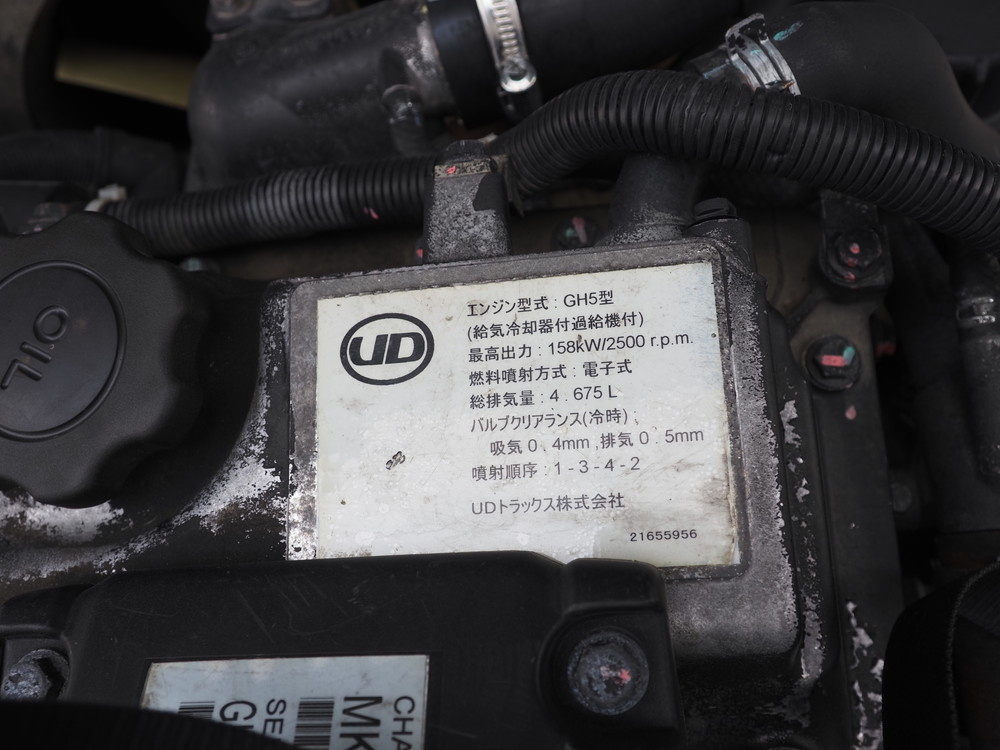 OIL
UD
エンジン型式 : GH5型
(給気冷却器付過給機付)
最高出力 : 158kW/2500 r.p.m.
燃料噴射方式 : 電子式
総排気量 : 4 . 675 L
バルブクリアランス(冷時) :
吸気 0 . 4mm , 排気 0 . 5mm
噴射順序 : 1 - 3 - 4 - 2
UDトラックス株式会社
21655956
CHA
MK
SE
G